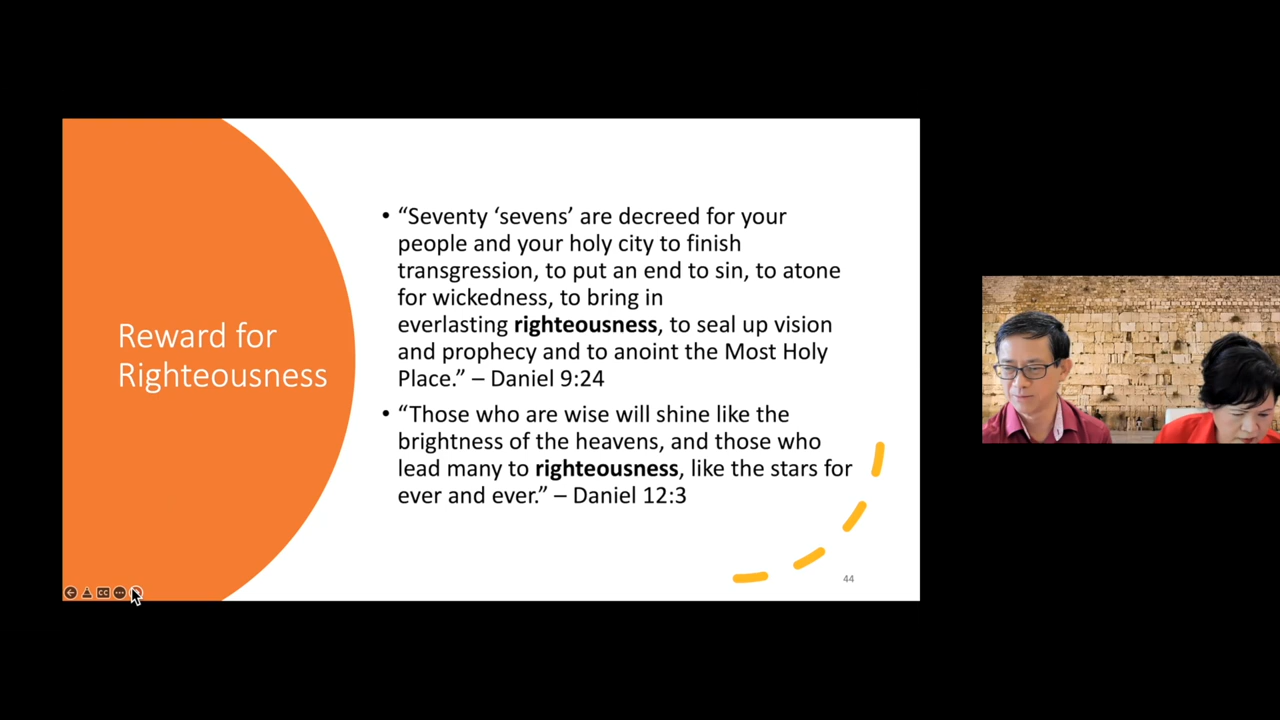 Reward for
Righteousness
• “Seventy ‘sevens’ are decreed for your
people and your holy city to finish
transgression, to put an end to sin, to atone
for wickedness, to bring in
everlasting righteousness, to seal up vision
and prophecy and to anoint the Most Holy
Place.” – Daniel 9:24
• “Those who are wise will shine like the
brightness of the heavens, and those who
lead many to righteousness, like the stars for
ever and ever.” – Daniel 12:3
44
CC